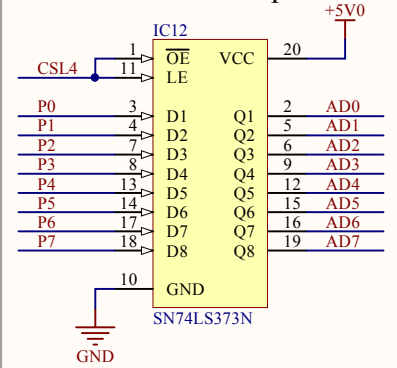 +5V0
IC12
1 OE VCC 20
CSL4 11 LE
P0 3 D1 Q1 2 AD0
P1 4 D2 Q2 5 AD1
P2 7 D3 Q3 6 AD2
P3 8 D4 Q4 9 AD3
P4 13 D5 Q5 12 AD4
P5 14 D6 Q6 15 AD5
P6 17 D7 Q7 16 AD6
P7 18 D8 Q8 19 AD7
10 GND
SN74LS373N
GND